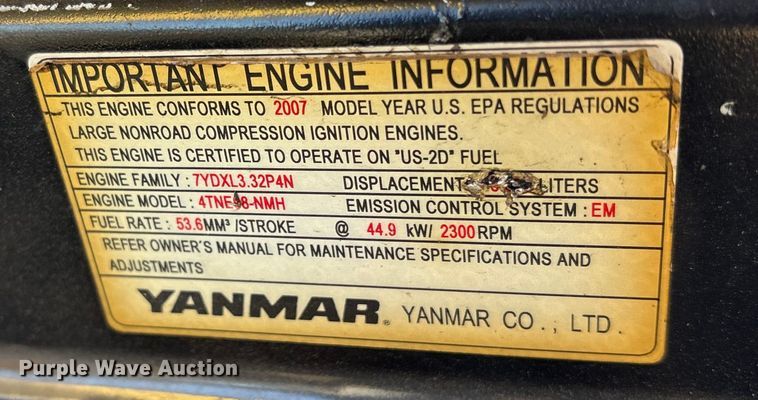 IMPORTANT ENGINE INFORMATION
THIS ENGINE CONFORMS TO 2007 MODEL YEAR U.S. EPA REGULATIONS
LARGE NONROAD COMPRESSION IGNITION ENGINES.
THIS ENGINE IS CERTIFIED TO OPERATE ON "US-2D" FUEL
ENGINE FAMILY : 7YDXL3.32P4N DISPLACEMENT LITERS
ENGINE MODEL : 4TNE98-NMH EMISSION CONTROL SYSTEM : EM
FUEL RATE : 53.6MM³ /STROKE @ 44.9 kW/ 2300 RPM
REFER OWNER'S MANUAL FOR MAINTENANCE SPECIFICATIONS AND
ADJUSTMENTS
YANMAR® YANMAR CO., LTD.
Purple Wave Auction